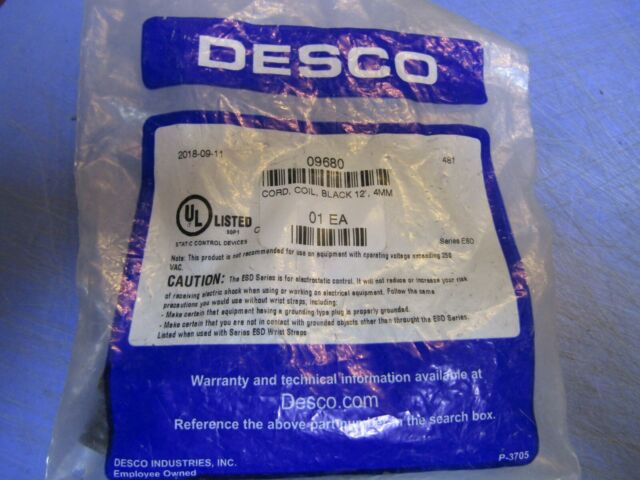 DESCO
2018-09-11 09680 481
CORD, COIL, BLACK 12', 4MM
UL LISTED
90P1
STATIC CONTROL DEVICES
01 EA
Series ESD
Note: This product is not recommended for use on equipment with operating voltage extending 250
VAC.
CAUTION: The ESD Series is for electrostatic control. It will not reduce or increase your risk
of receiving electric shock when using or working on electrical equipment. Follow the same
precautions you would use without wrist straps, including:
- Make certain that equipment having a grounding type plug is properly grounded.
- Make certain that you are not in contact with grounded objects other than throught the ESD Series.
Listed when used with Series ESD Wrist Straps
Warranty and technical information available at
Desco.com
Reference the above part in the search box.
DESCO INDUSTRIES, INC.
Employee Owned
P-3705